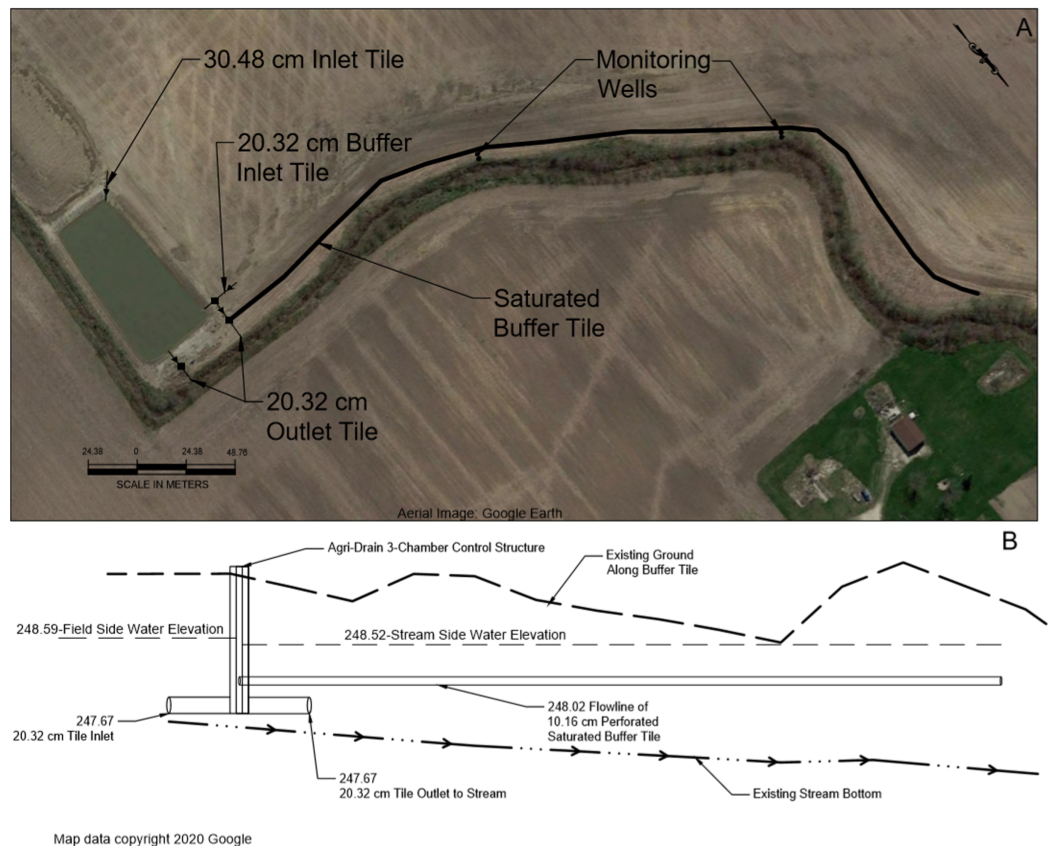 A
30.48 cm Inlet Tile
Monitoring
Wells
20.32 cm Buffer
Inlet Tile
Saturated
Buffer Tile
20.32 cm
Outlet Tile
24.38 0 24.38 48.76
SCALE IN METERS
Aerial Image: Google Earth
B
Agri-Drain 3-Chamber Control Structure
Existing Ground
Along Buffer Tile
248.59-Field Side Water Elevation
248.52-Stream Side Water Elevation
248.02 Flowline of
10.16 cm Perforated
Saturated Buffer Tile
247.67
20.32 cm Tile Inlet
247.67
20.32 cm Tile Outlet to Stream
Existing Stream Bottom
Map data copyright 2020 Google